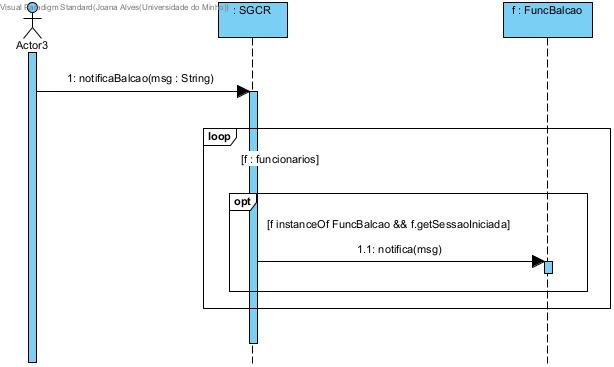 Visual Paradigm Standard(Joana Alves(Universidade do Minho))
: SGCR
f : FuncBalcao
Actor3
1: notificaBalcao(msg : String)
loop
[f : funcionarios]
opt
[f instanceOf FuncBalcao && f.getSessaoIniciada]
1.1: notifica(msg)